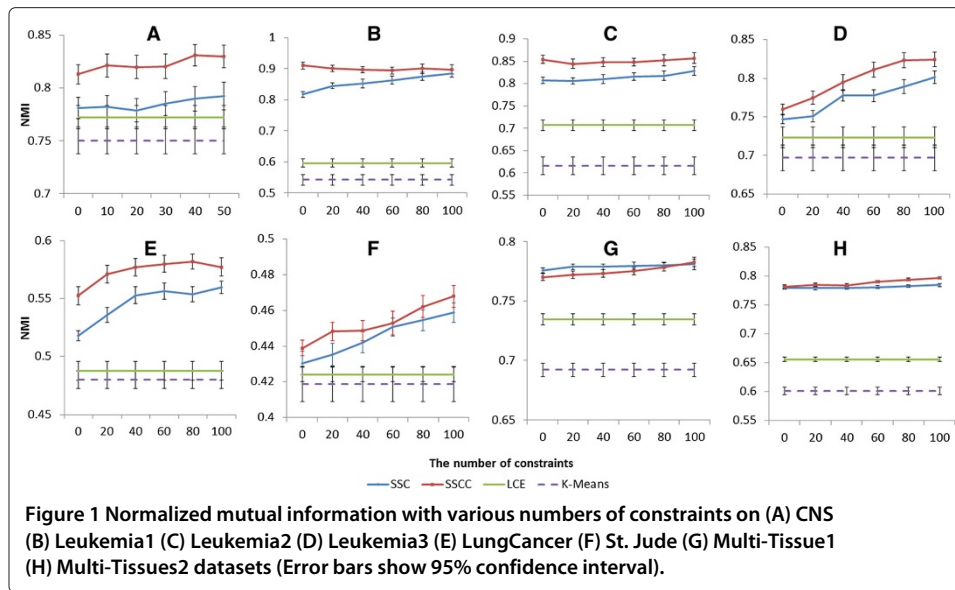 A
B
C
D
NMI
0.85
0.8
0.75
0.7
0 10 20 30 40 50
1
0.9
0.8
0.7
0.6
0.5
0 20 40 60 80 100
0.9
0.85
0.8
0.75
0.7
0.65
0.6
0.55
0 20 40 60 80 100
0.85
0.8
0.75
0.7
0.65
0 20 40 60 80 100
E
F
G
H
NMI
0.6
0.55
0.5
0.45
0 20 40 60 80 100
0.5
0.48
0.46
0.44
0.42
0.4
0 20 40 60 80 100
0.8
0.75
0.7
0.65
0 20 40 60 80 100
0.85
0.8
0.75
0.7
0.65
0.6
0.55
0 20 40 60 80 100
The number of constraints
SSC SSCC LCE K-Means
Figure 1 Normalized mutual information with various numbers of constraints on (A) CNS
(B) Leukemia1 (C) Leukemia2 (D) Leukemia3 (E) LungCancer (F) St. Jude (G) Multi-Tissue1
(H) Multi-Tissues2 datasets (Error bars show 95% confidence interval).